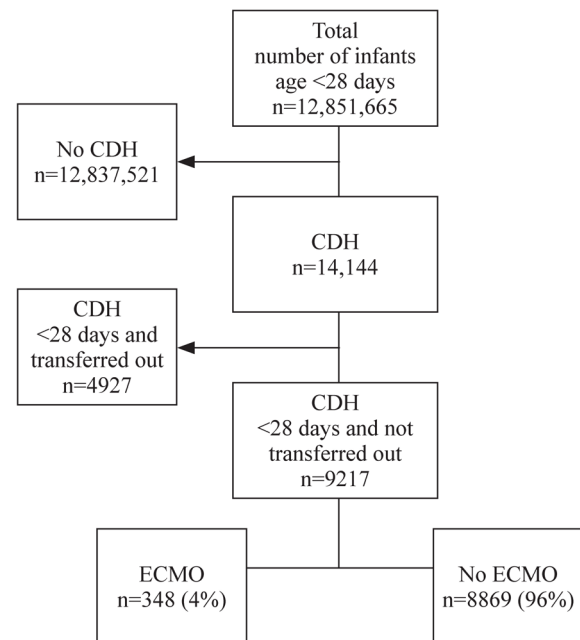 Total
number of infants
age <28 days
n=12,851,665
No CDH
n=12,837,521
CDH
n=14,144
CDH
<28 days and
transferred out
n=4927
CDH
<28 days and not
transferred out
n=9217
ECMO
n=348 (4%)
No ECMO
n=8869 (96%)